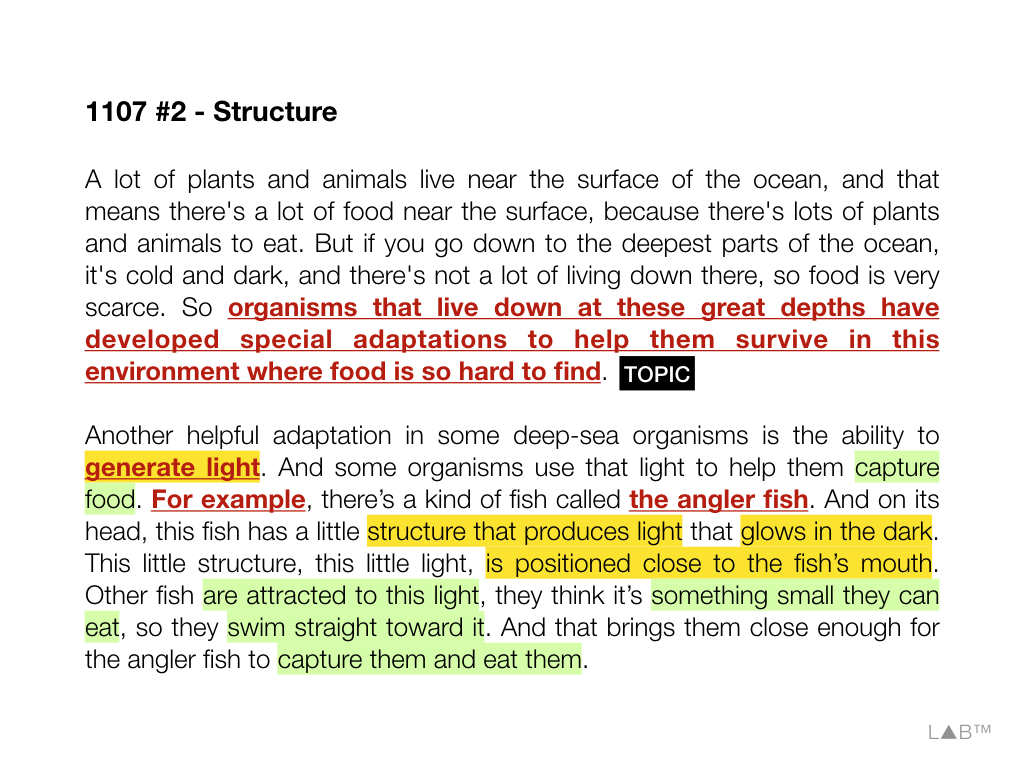 1107 #2 - Structure
A lot of plants and animals live near the surface of the ocean, and that
means there's a lot of food near the surface, because there's lots of plants
and animals to eat. But if you go down to the deepest parts of the ocean,
it's cold and dark, and there's not a lot of living down there, so food is very
scarce. So organisms that live down at these great depths have
developed special adaptations to help them survive in this
environment where food is so hard to find. TOPIC
Another helpful adaptation in some deep-sea organisms is the ability to
generate light. And some organisms use that light to help them capture
food. For example, there’s a kind of fish called the angler fish. And on its
head, this fish has a little structure that produces light that glows in the dark.
This little structure, this little light, is positioned close to the fish’s mouth.
Other fish are attracted to this light, they think it’s something small they can
eat, so they swim straight toward it. And that brings them close enough for
the angler fish to capture them and eat them.
L▲B™